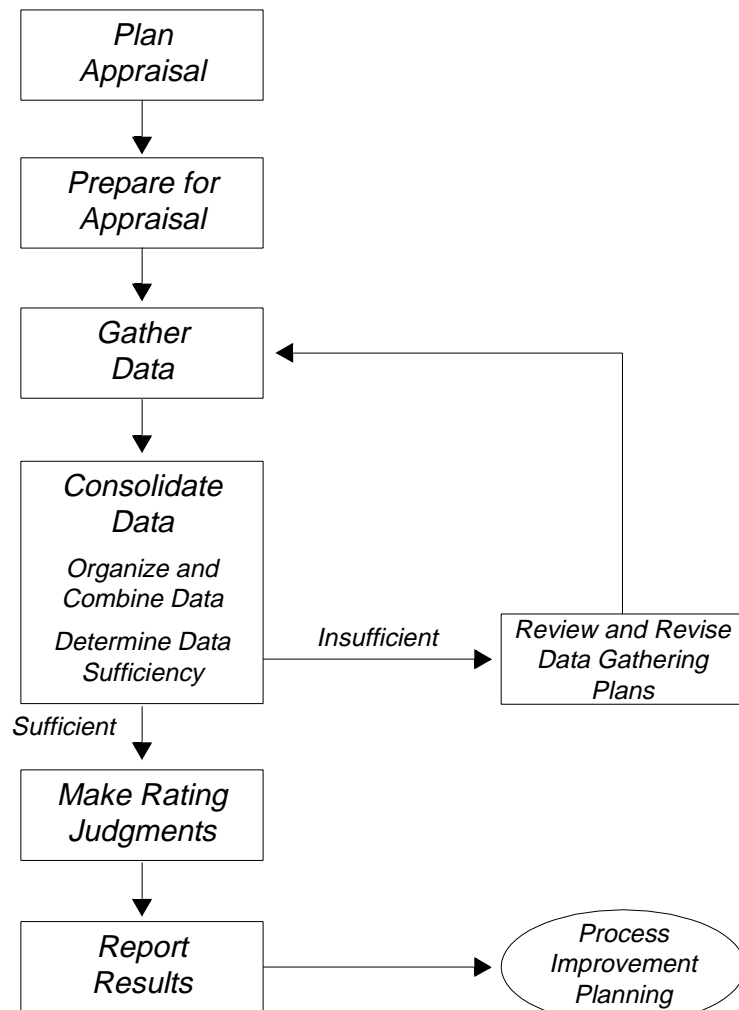 Plan
Appraisal
Prepare for
Appraisal
Gather
Data
Consolidate
Data
Organize and
Combine Data
Determine Data
Sufficiency
Insufficient
Review and Revise
Data Gathering
Plans
Sufficient
Make Rating
Judgments
Report
Results
Process
Improvement
Planning